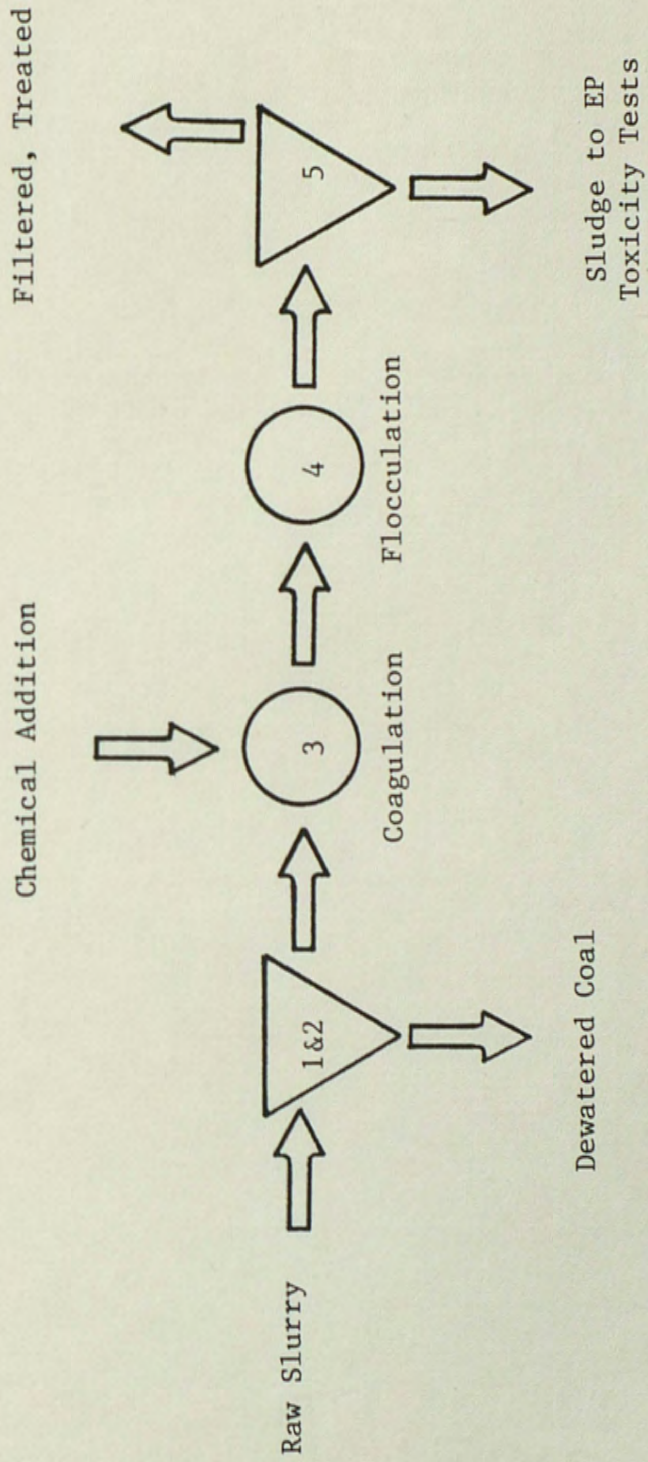 Chemical Addition
Filtered, Treated
Raw Slurry
1&2
3
4
5
Coagulation
Flocculation
Dewatered Coal
Sludge to EP
Toxicity Tests